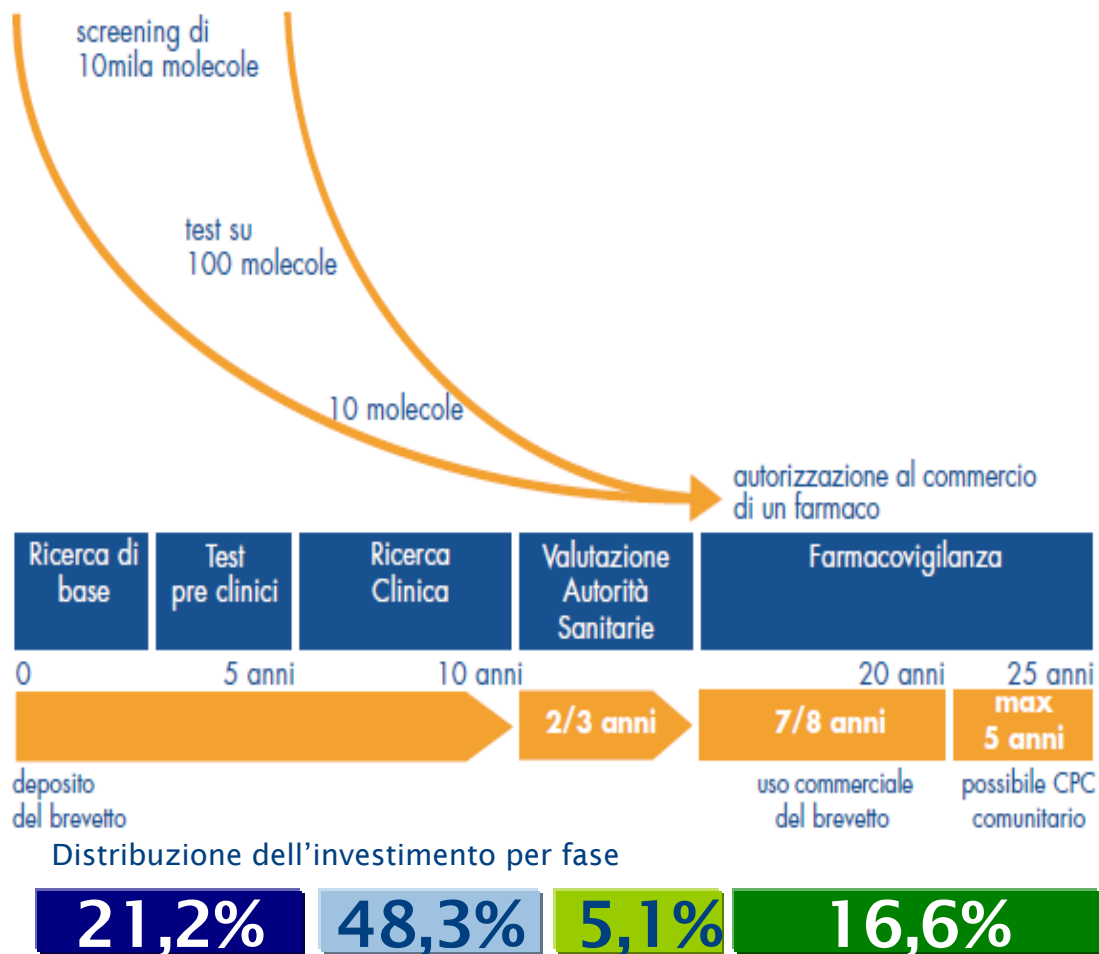 screening di
10mila molecole
test su
100 molecole
10 molecole
autorizzazione al commercio
di un farmaco
Ricerca di
base
Test
pre clinici
Ricerca
Clinica
Valutazione
Autorità
Sanitarie
Farmacovigilanza
0
5 anni
10 anni
20 anni
25 anni
2/3 anni
7/8 anni
max
5 anni
deposito
del brevetto
uso commerciale
del brevetto
possibile CPC
comunitario
Distribuzione dell'investimento per fase
21,2%
48,3%
5,1%
16,6%